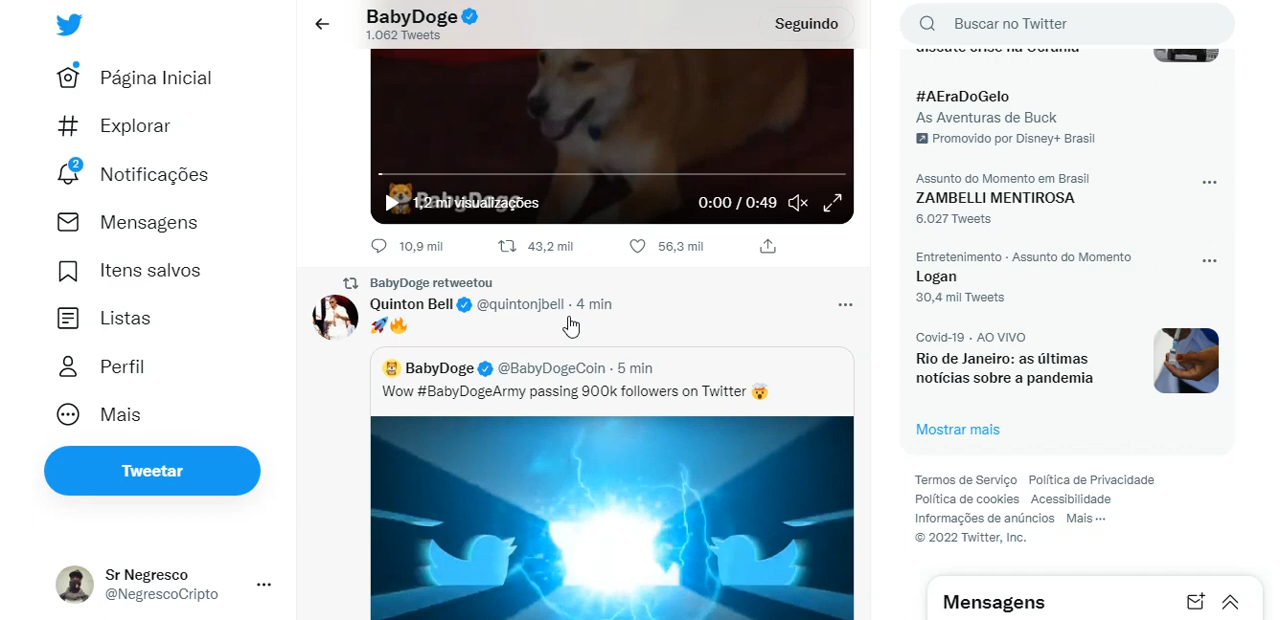 Página Inicial
Explorar
2
Notificações
Mensagens
Itens salvos
Listas
Perfil
Mais
Tweetar
Sr Negresco
@NegrescoCripto
BabyDoge
1.062 Tweets
Seguindo
BabyDoge
1,2 mi visualizações
0:00 / 0:49
10,9 mil 43,2 mil 56,3 mil
BabyDoge retweetou
Quinton Bell @quintonjbell · 4 min
🚀🔥
BabyDoge @BabyDogeCoin · 5 min
Wow #BabyDogeArmy passing 900k followers on Twitter 🤯
Buscar no Twitter
discute crise na Ucrânia
#AEraDoGelo
As Aventuras de Buck
Promovido por Disney+ Brasil
Assunto do Momento em Brasil
ZAMBELLI MENTIROSA
6.027 Tweets
Entretenimento · Assunto do Momento
Logan
30,4 mil Tweets
Covid-19 · AO VIVO
Rio de Janeiro: as últimas
notícias sobre a pandemia
Mostrar mais
Termos de Serviço Política de Privacidade
Política de cookies Acessibilidade
Informações de anúncios Mais ···
© 2022 Twitter, Inc.
Mensagens